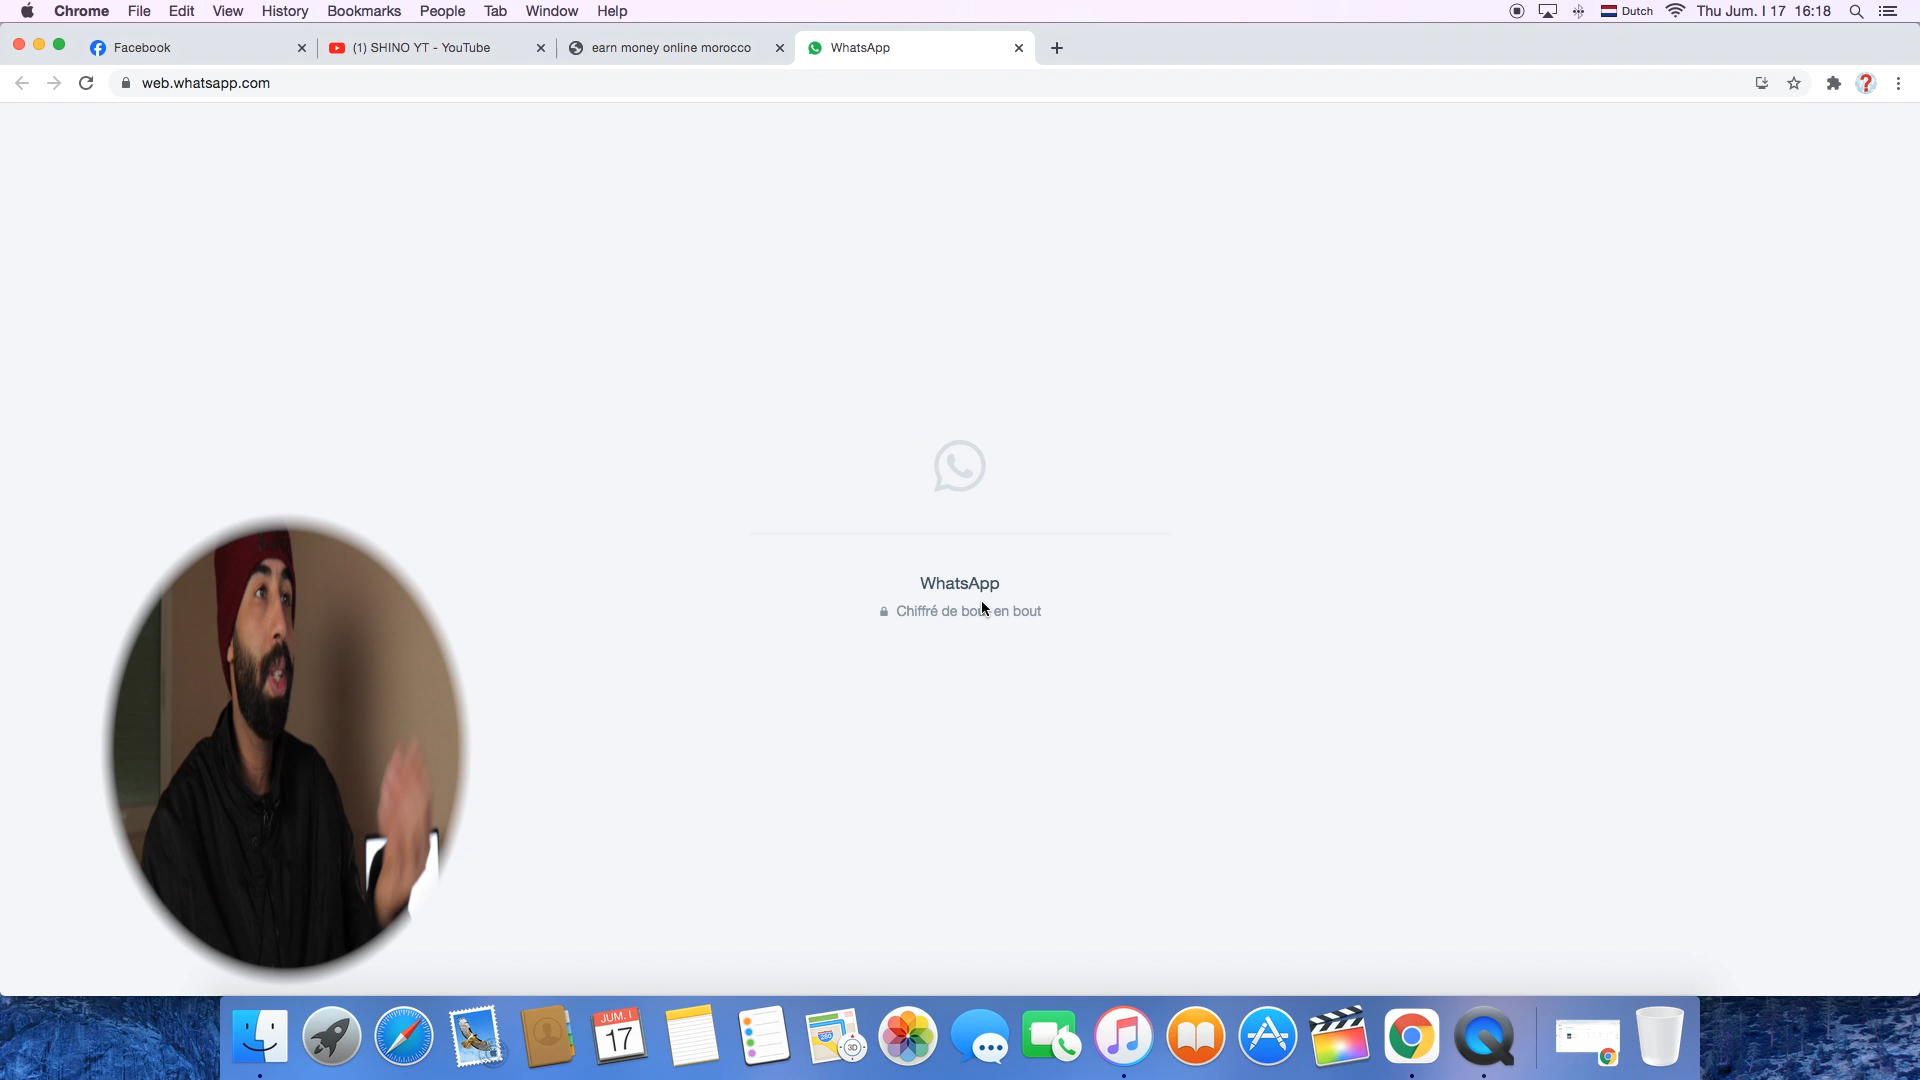 Chrome File Edit View History Bookmarks People Tab Window Help
Dutch Thu Jum. I 17 16:18
Facebook
(1) SHINO YT - YouTube
earn money online morocco
WhatsApp
web.whatsapp.com
WhatsApp
Chiffré de bout en bout
JUM. I
17
3D